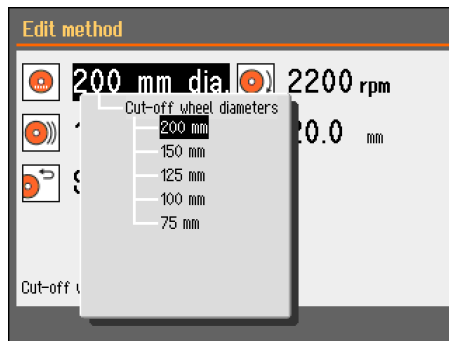 Edit method
200 mm dia. 2200 rpm
Cut-off wheel diameters
200 mm
20.0 mm
150 mm
125 mm
100 mm
75 mm
Cut-off